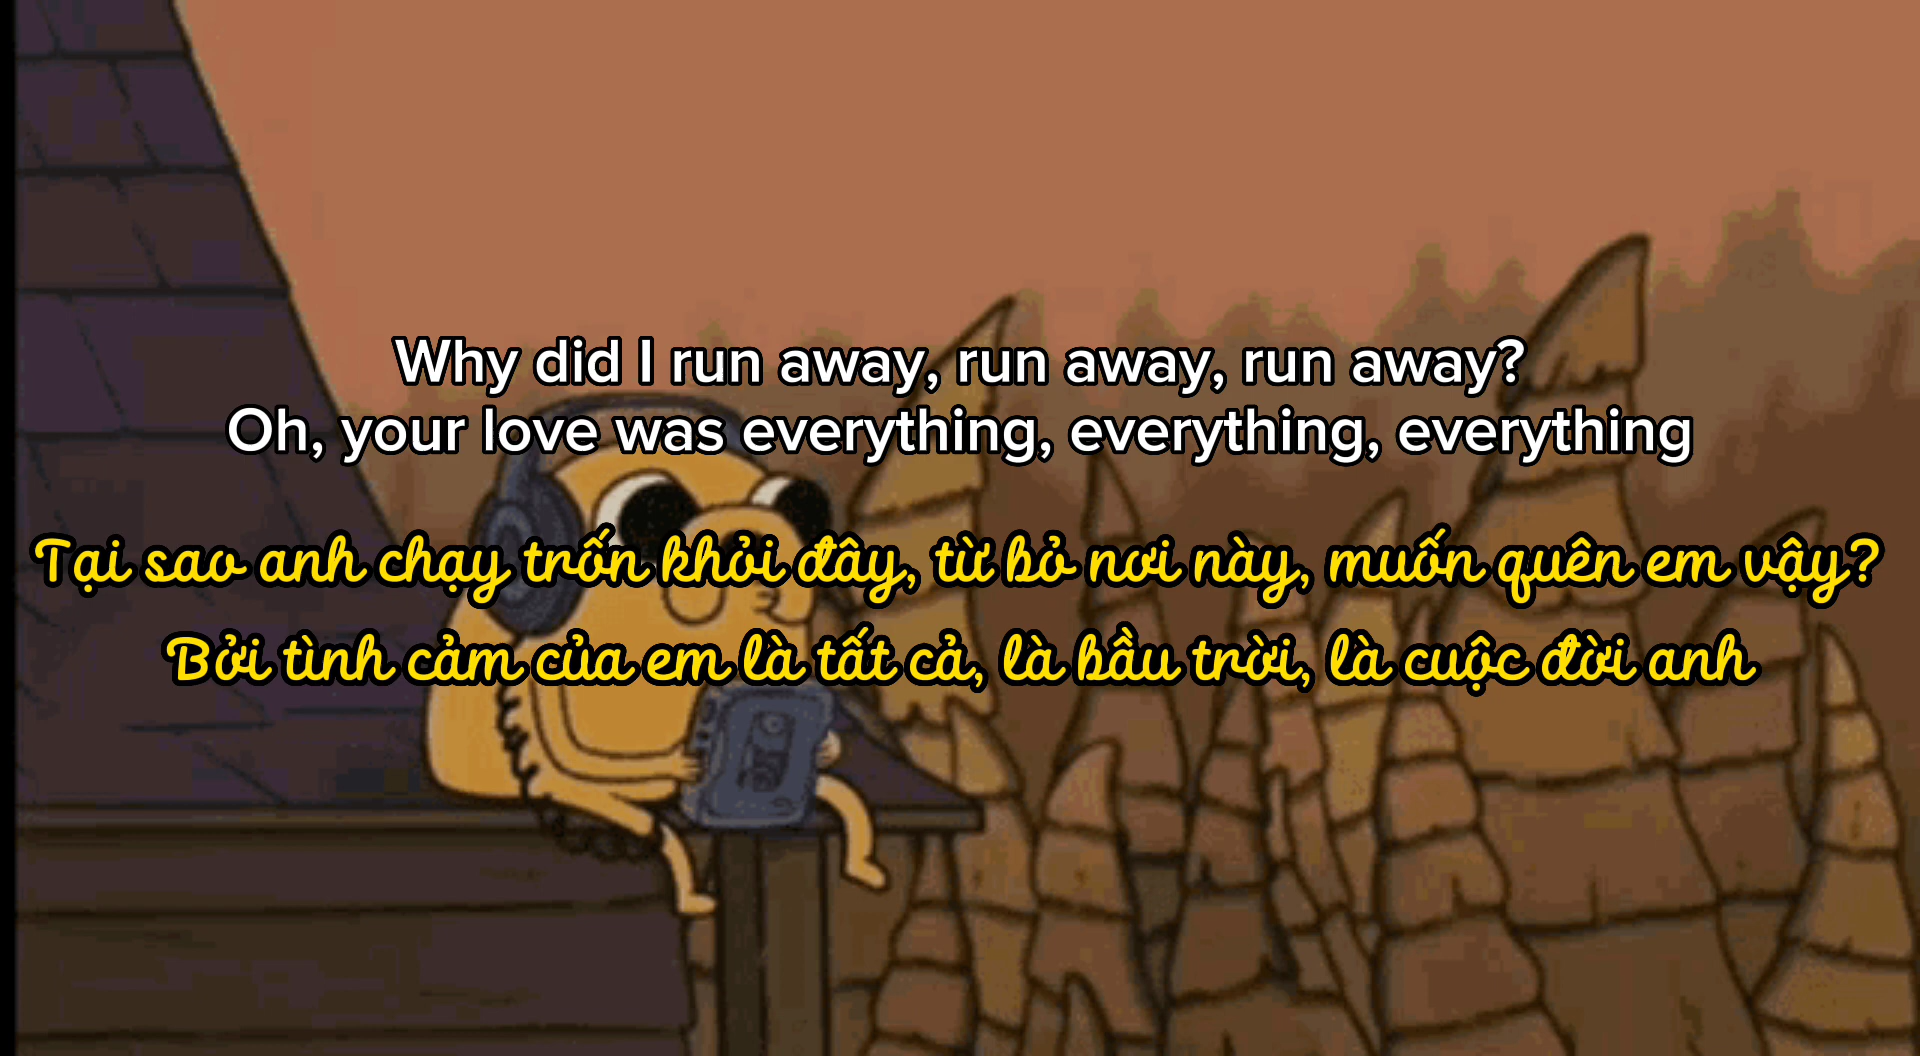 Why did I run away, run away, run away?
Oh, your love was everything, everything, everything
Tại sao anh chạy trốn khỏi đây, từ bỏ nơi này, muốn quên em vậy?
Bởi tình cảm của em là tất cả, là bầu trời, là cuộc đời anh